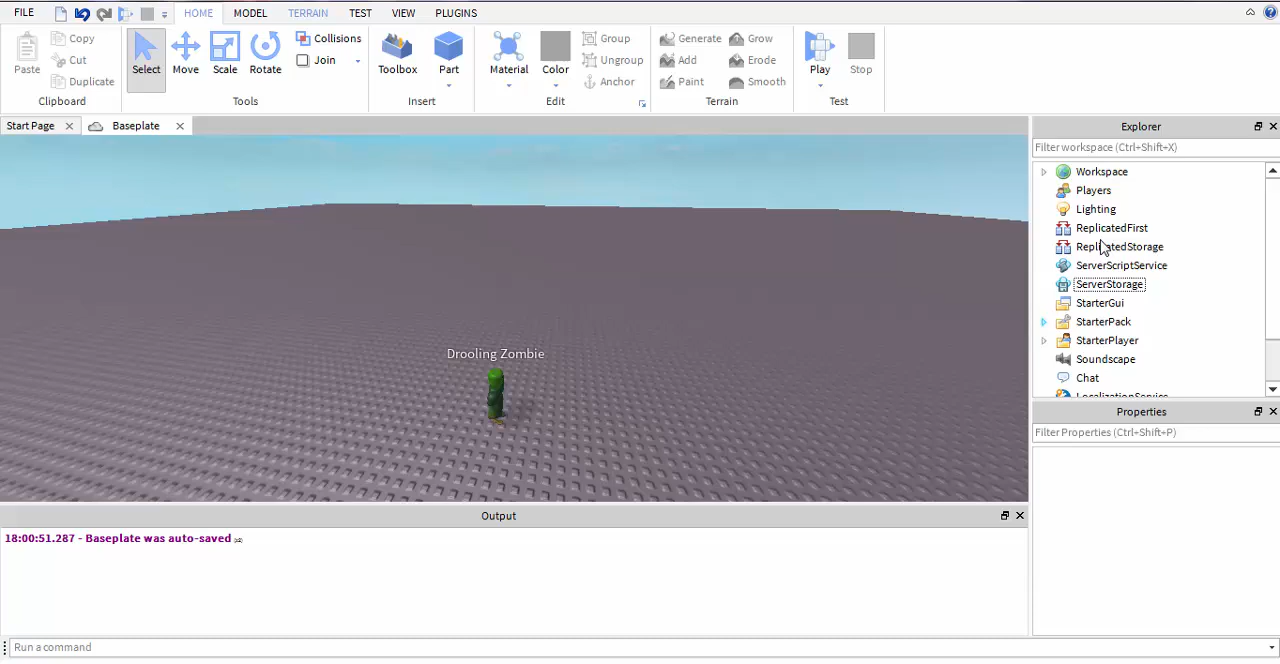 FILE HOME MODEL TERRAIN TEST VIEW PLUGINS
Paste
Copy
Cut
Duplicate
Clipboard
Select
Move
Scale
Rotate
Collisions
Join
Tools
Toolbox
Part
Insert
Material
Color
Group
Ungroup
Anchor
Edit
Generate
Grow
Add
Erode
Paint
Smooth
Terrain
Play
Stop
Test
Start Page
Baseplate
Drooling Zombie
Explorer
Filter workspace (Ctrl+Shift+X)
Workspace
Players
Lighting
ReplicatedFirst
ReplicatedStorage
ServerScriptService
ServerStorage
StarterGui
StarterPack
StarterPlayer
Soundscape
Chat
LocalizationService
Properties
Filter Properties (Ctrl+Shift+P)
Output
18:00:51.287 - Baseplate was auto-saved
Run a command